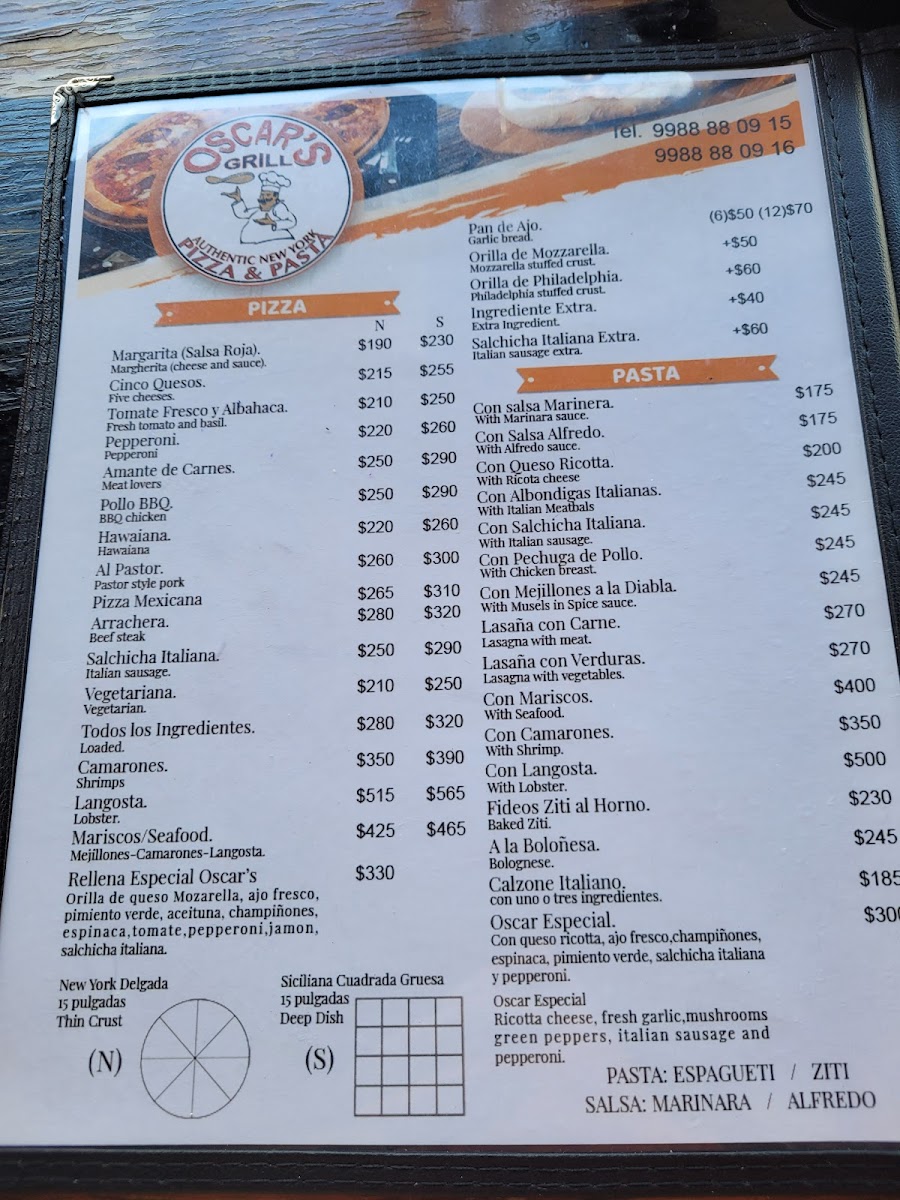 OSCAR'S
GRILL
AUTHENTIC NEW YORK
PIZZA & PASTA
Tel. 9988 88 09 15
9988 88 09 16
PIZZA
N S
Margarita (Salsa Roja). $190 $230
Margherita (cheese and sauce).
Cinco Quesos. $215 $255
Five cheeses.
Tomate Fresco y Albahaca. $210 $250
Fresh tomato and basil.
Pepperoni. $220 $260
Pepperoni
Amante de Carnes. $250 $290
Meat lovers
Pollo BBQ. $250 $290
BBQ chicken
Hawaiana. $220 $260
Hawaiana
Al Pastor. $260 $300
Pastor style pork
Pizza Mexicana $265 $310
Arrachera. $280 $320
Beef steak
Salchicha Italiana. $250 $290
Italian sausage.
Vegetariana. $210 $250
Vegetarian.
Todos los Ingredientes. $280 $320
Loaded.
Camarones. $350 $390
Shrimps
Langosta. $515 $565
Lobster.
Mariscos/Seafood. $425 $465
Mejillones-Camarones-Langosta.
Rellena Especial Oscar's $330
Orilla de queso Mozarella, ajo fresco,
pimiento verde, aceituna, champiñones,
espinaca,tomate,pepperoni,jamon,
salchicha italiana.
New York Delgada
15 pulgadas
Thin Crust
(N)
Siciliana Cuadrada Gruesa
15 pulgadas
Deep Dish
(S)
Pan de Ajo. (6)$50 (12)$70
Garlic bread.
Orilla de Mozzarella. +$50
Mozzarella stuffed crust.
Orilla de Philadelphia. +$60
Philadelphia stuffed crust.
Ingrediente Extra. +$40
Extra Ingredient.
Salchicha Italiana Extra. +$60
Italian sausage extra.
PASTA
Con salsa Marinera. $175
With Marinara sauce.
Con Salsa Alfredo. $175
With Alfredo sauce.
Con Queso Ricotta. $200
With Ricota cheese
Con Albondigas Italianas. $245
With Italian Meatbals
Con Salchicha Italiana. $245
With Italian sausage.
Con Pechuga de Pollo. $245
With Chicken breast.
Con Mejillones a la Diabla. $245
With Musels in Spice sauce.
Lasaña con Carne. $270
Lasagna with meat.
Lasaña con Verduras. $270
Lasagna with vegetables.
Con Mariscos. $400
With Seafood.
Con Camarones. $350
With Shrimp.
Con Langosta. $500
With Lobster.
Fideos Ziti al Horno. $230
Baked Ziti.
A la Boloñesa. $245
Bolognese.
Calzone Italiano. $185
con uno o tres ingredientes.
Oscar Especial. $300
Con queso ricotta, ajo fresco,champiñones,
espinaca, pimiento verde, salchicha italiana
y pepperoni.
Oscar Especial
Ricotta cheese, fresh garlic,mushrooms
green peppers, italian sausage and
pepperoni.
PASTA: ESPAGUETI / ZITI
SALSA: MARINARA / ALFREDO